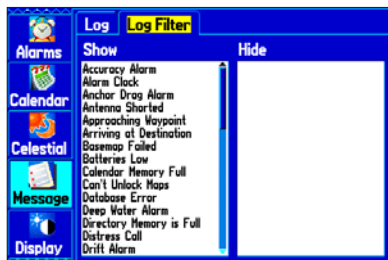 Log
Log Filter
Alarms
Calendar
Celestial
Message
Display
Show
Accuracy Alarm
Alarm Clock
Anchor Drag Alarm
Antenna Shorted
Approaching Waypoint
Arriving at Destination
Basemap Failed
Batteries Low
Calendar Memory Full
Can't Unlock Maps
Database Error
Deep Water Alarm
Directory Memory is Full
Distress Call
Drift Alarm
Hide